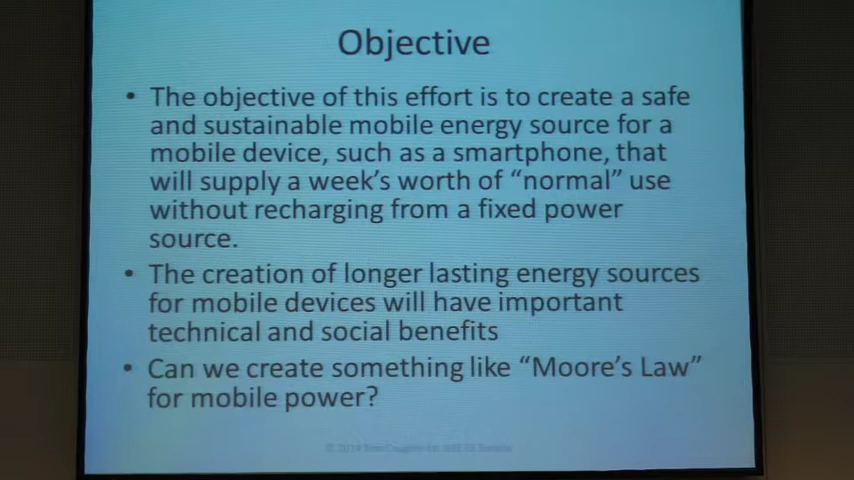 Objective
• The objective of this effort is to create a safe
and sustainable mobile energy source for a
mobile device, such as a smartphone, that
will supply a week's worth of “normal” use
without recharging from a fixed power
source.
• The creation of longer lasting energy sources
for mobile devices will have important
technical and social benefits
• Can we create something like “Moore's Law”
for mobile power?